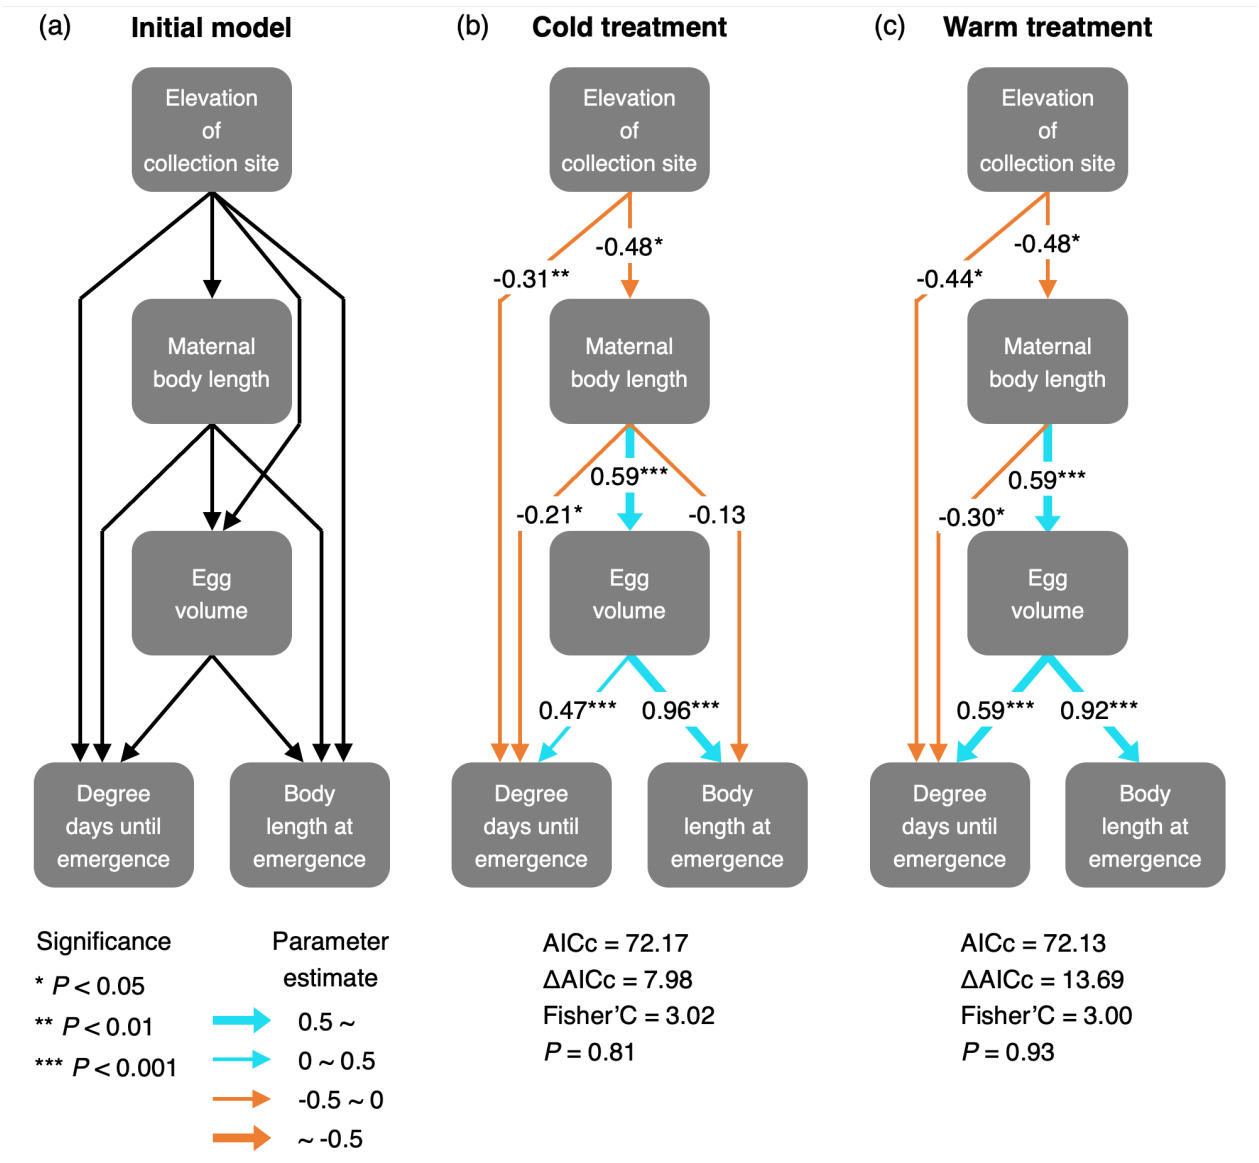 (a) Initial model
Elevation
of
collection site
Maternal
body length
Egg
volume
Degree
days until
emergence
Body
length at
emergence
Significance
* P < 0.05
** P < 0.01
*** P < 0.001
Parameter
estimate
0.5 ~
0 ~ 0.5
-0.5 ~ 0
~ -0.5
(b) Cold treatment
Elevation
of
collection site
-0.48*
-0.31**
Maternal
body length
0.59***
-0.21*
-0.13
Egg
volume
0.47***
0.96***
Degree
days until
emergence
Body
length at
emergence
AICc = 72.17
ΔAICc = 7.98
Fisher'C = 3.02
P = 0.81
(c) Warm treatment
Elevation
of
collection site
-0.48*
-0.44*
Maternal
body length
0.59***
-0.30*
Egg
volume
0.59***
0.92***
Degree
days until
emergence
Body
length at
emergence
AICc = 72.13
ΔAICc = 13.69
Fisher'C = 3.00
P = 0.93